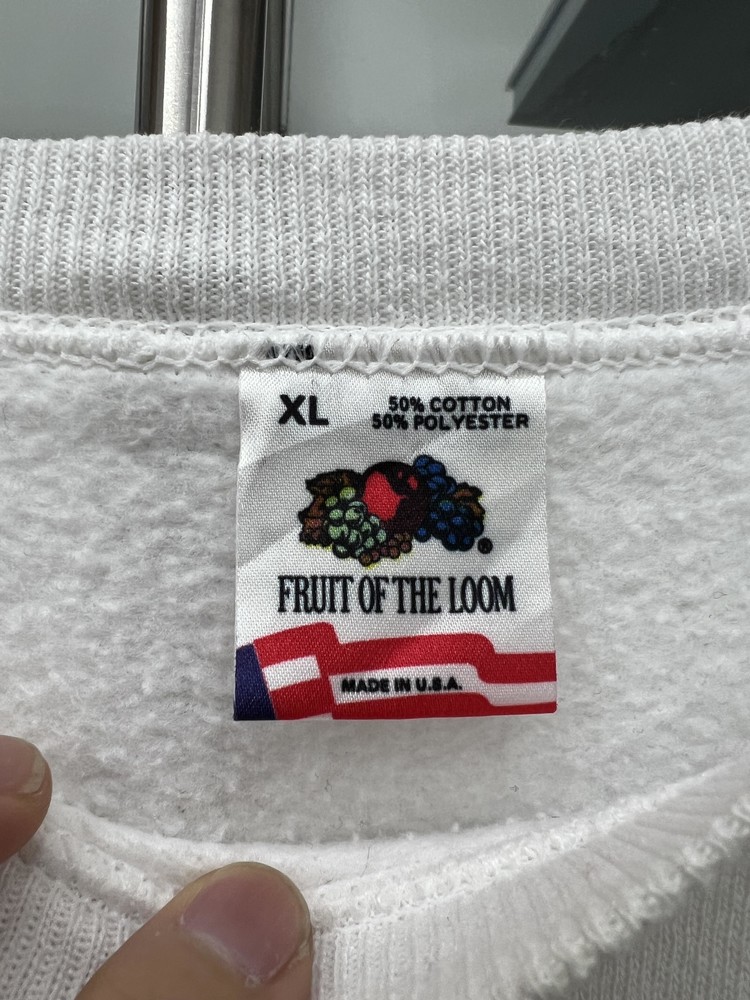 XL
50% COTTON
50% POLYESTER
®
FRUIT OF THE LOOM
MADE IN U.S.A.